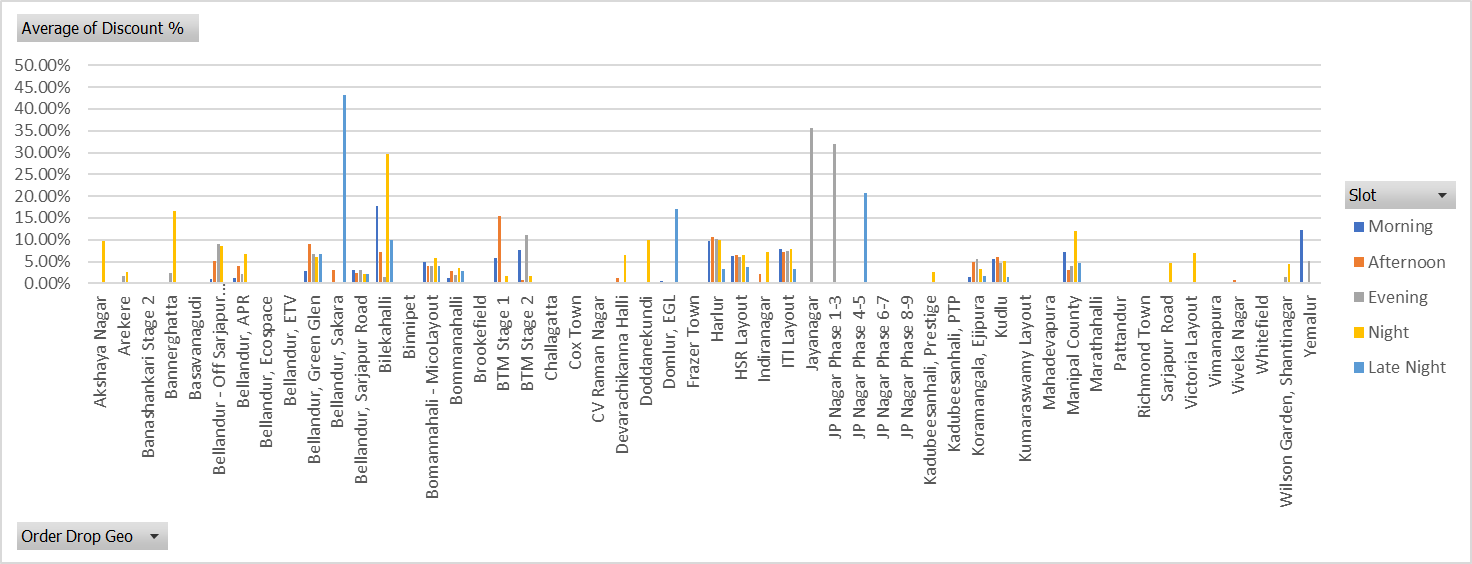 Average of Discount %
50.00%
45.00%
40.00%
35.00%
30.00%
25.00%
20.00%
15.00%
10.00%
5.00%
0.00%
Akshaya Nagar
Arekere
Banashankari Stage 2
Bannerghatta
Basavanagudi
Bellandur - Off Sarjapur...
Bellandur, APR
Bellandur, Ecospace
Bellandur, ETV
Bellandur, Green Glen
Bellandur, Sakara
Bellandur, Sarjapur Road
Bilekahalli
Binnipet
Bomannahali - MicoLayout
Bommanahalli
Brookefield
BTM Stage 1
BTM Stage 2
Challagatta
Cox Town
CV Raman Nagar
Devarachikanna Halli
Doddanekundi
Domlur, EGL
Frazer Town
Harlur
HSR Layout
Indiranagar
ITI Layout
Jayanagar
JP Nagar Phase 1-3
JP Nagar Phase 4-5
JP Nagar Phase 6-7
JP Nagar Phase 8-9
Kadubeesanhali, Prestige
Kadubeesanhali, PTP
Koramangala, Ejipura
Kudlu
Kumaraswamy Layout
Mahadevapura
Manipal County
Marathahalli
Pattandur
Richmond Town
Sarjapur Road
Victoria Layout
Vimanapura
Viveka Nagar
Whitefield
Wilson Garden, Shantinagar
Yemalur
Slot
Morning
Afternoon
Evening
Night
Late Night
Order Drop Geo